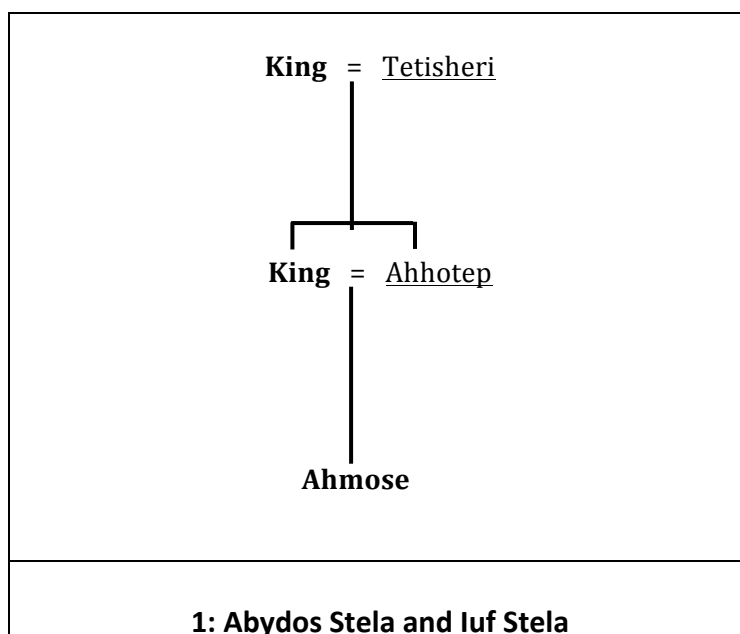 King = Tetisheri
King = Ahhotep
Ahmose
1: Abydos Stela and Iuf Stela